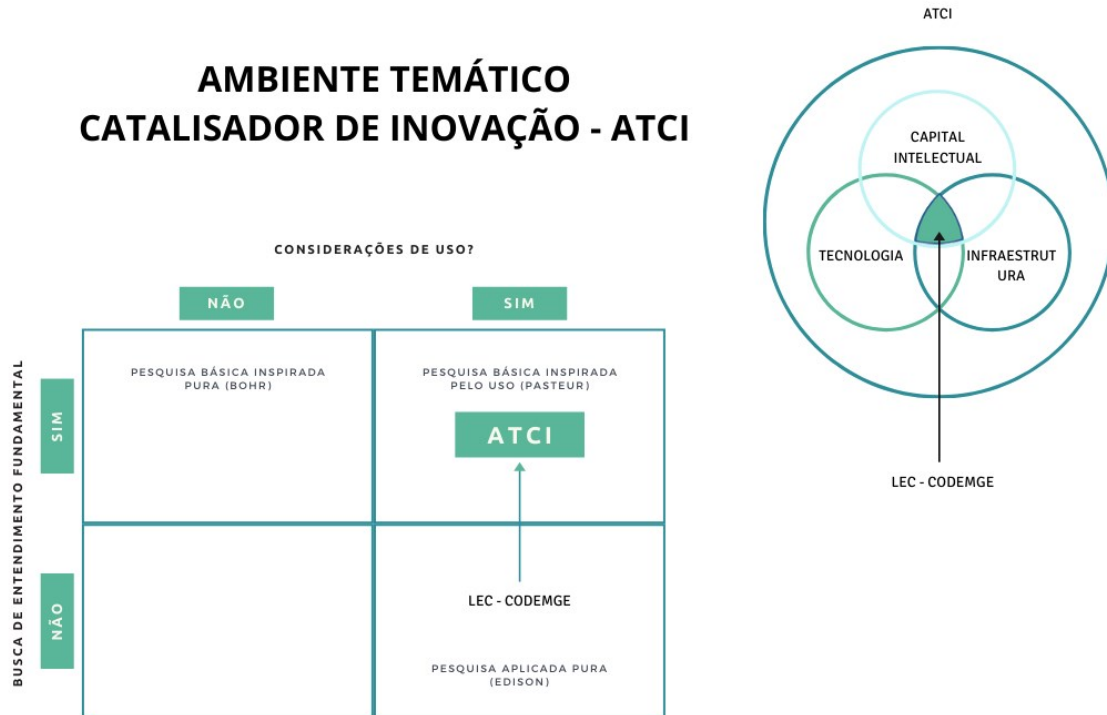 AMBIENTE TEMÁTICO
CATALISADOR DE INOVAÇÃO - ATCI
ATCI
CAPITAL
INTELECTUAL
TECNOLOGIA
INFRAESTRUT
URA
LEC - CODEMGE
CONSIDERAÇÕES DE USO?
NÃO
SIM
BUSCA DE ENTENDIMENTO FUNDAMENTAL
SIM
PESQUISA BÁSICA INSPIRADA
PURA (BOHR)
PESQUISA BÁSICA INSPIRADA
PELO USO (PASTEUR)
ATCI
NÃO
LEC - CODEMGE
PESQUISA APLICADA PURA
(EDISON)